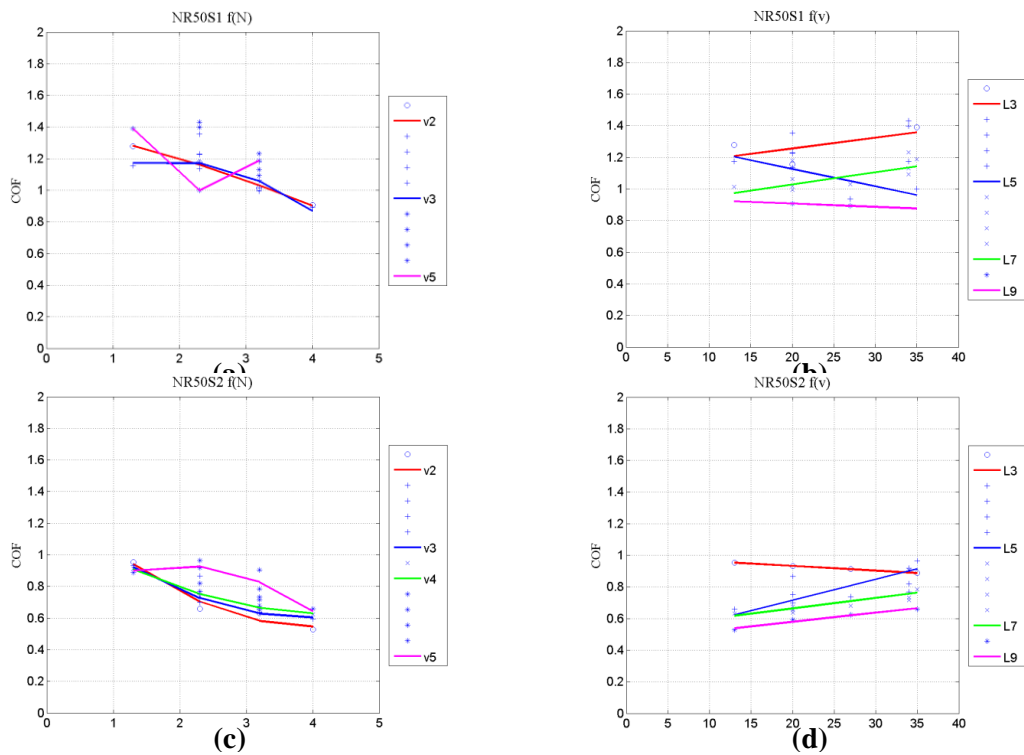 NR50S1 f(N)
2
1.8
1.6
1.4
1.2
1
0.8
0.6
0.4
0.2
0
COF
0 1 2 3 4 5
v2
v3
v5
(a)
NR50S1 f(v)
2
1.8
1.6
1.4
1.2
1
0.8
0.6
0.4
0.2
0
COF
0 5 10 15 20 25 30 35 40
L3
L5
L7
L9
(b)
NR50S2 f(N)
2
1.8
1.6
1.4
1.2
1
0.8
0.6
0.4
0.2
0
COF
0 1 2 3 4 5
v2
v3
v4
v5
(c)
NR50S2 f(v)
2
1.8
1.6
1.4
1.2
1
0.8
0.6
0.4
0.2
0
COF
0 5 10 15 20 25 30 35 40
L3
L5
L7
L9
(d)